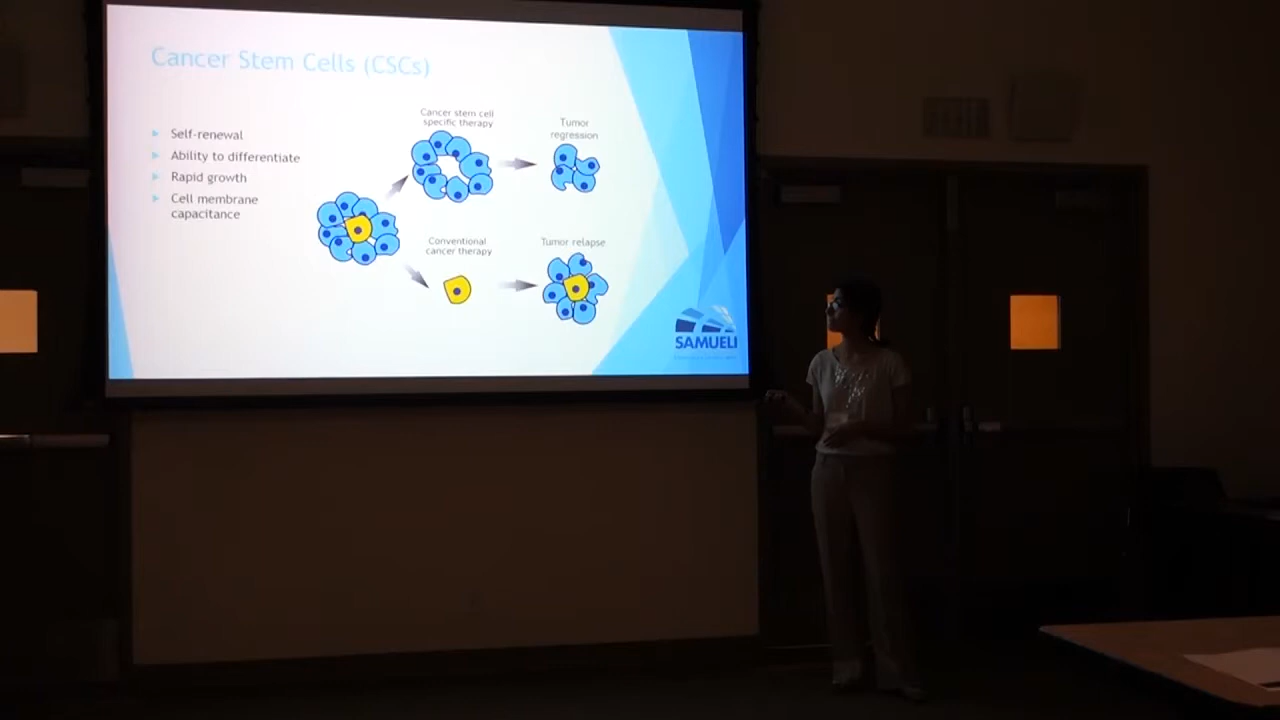 Cancer Stem Cells (CSCs)
Self-renewal
Ability to differentiate
Rapid growth
Cell membrane
capacitance
Cancer stem cell
specific therapy
Tumor
regression
Conventional
cancer therapy
Tumor relapse
SAMUELI